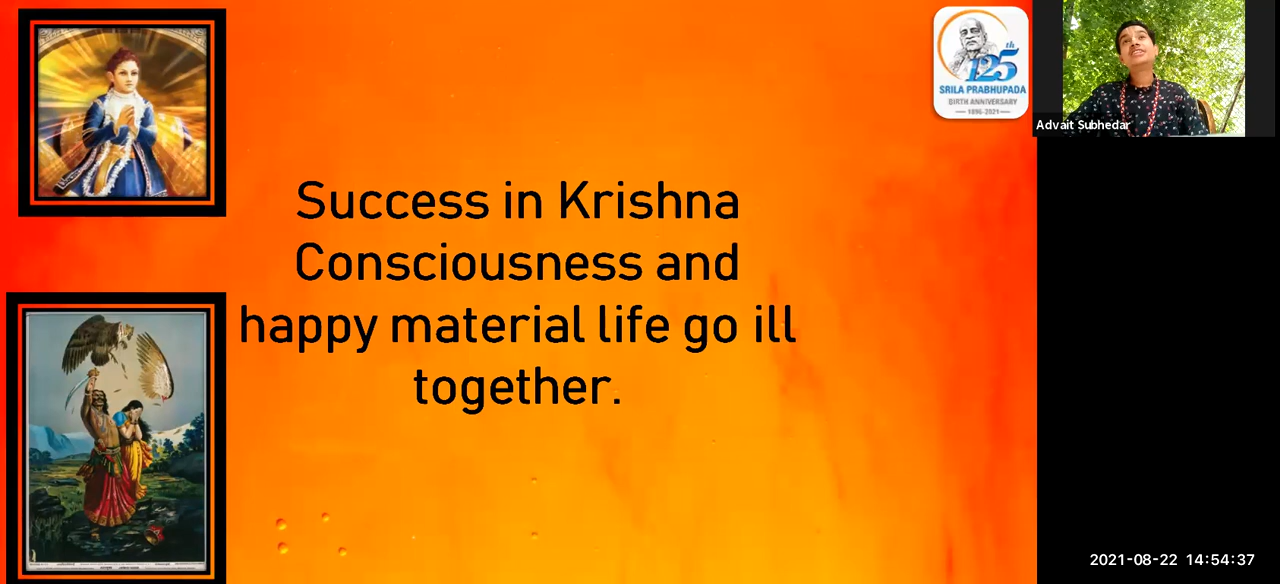 th
125
SRILA PRABHUPADA
BIRTH ANNIVERSARY
1896-2021
Advait Subhedar
Success in Krishna
Consciousness and
happy material life go ill
together.
2021-08-22 14:54:37